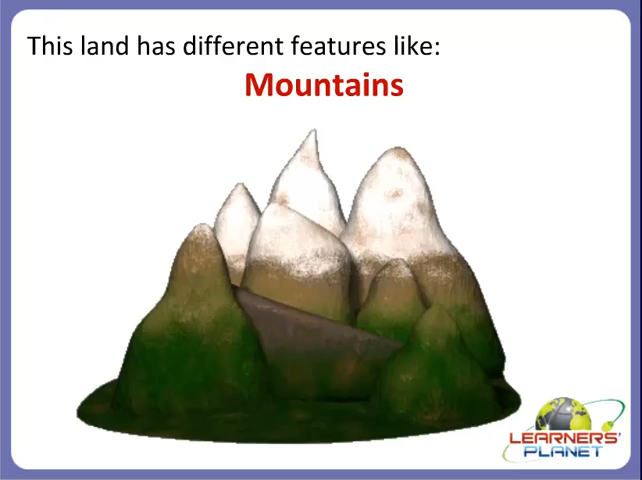 This land has different features like:
Mountains
LEARNERS'
PLANET